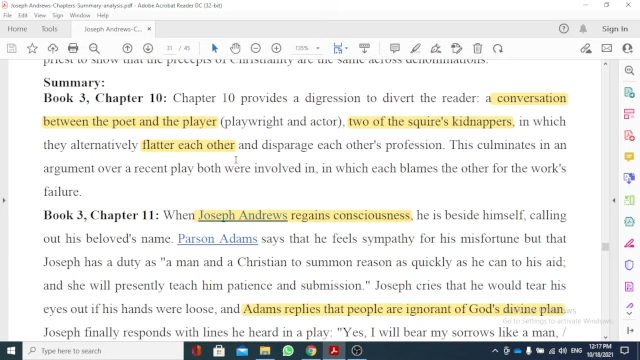 Joseph Andrews-Chapters-Summary-analysis.pdf - Adobe Acrobat Reader DC (32-bit)
File Edit View Sign Window Help
Home Tools Joseph Andrews-Ch... × Sign In
31 / 45 135%
priest to show that the precepts of Christianity are the same across denominations.
Summary:
Book 3, Chapter 10: Chapter 10 provides a digression to divert the reader: a conversation
between the poet and the player (playwright and actor), two of the squire's kidnappers, in which
they alternatively flatter each other and disparage each other's profession. This culminates in an
argument over a recent play both were involved in, in which each blames the other for the work's
failure.
Book 3, Chapter 11: When Joseph Andrews regains consciousness, he is beside himself, calling
out his beloved's name. Parson Adams says that he feels sympathy for his misfortune but that
Joseph has a duty as "a man and a Christian to summon reason as quickly as he can to his aid;
and she will presently teach him patience and submission." Joseph cries that he would tear his
eyes out if his hands were loose, and Adams replies that people are ignorant of God's divine plan.
Activate Windows
Go to Settings to activate Windows.
Joseph finally responds with lines he heard in a play: "Yes, I will bear my sorrows like a man, /
Type here to search
ENG
12:17 PM
10/18/2021